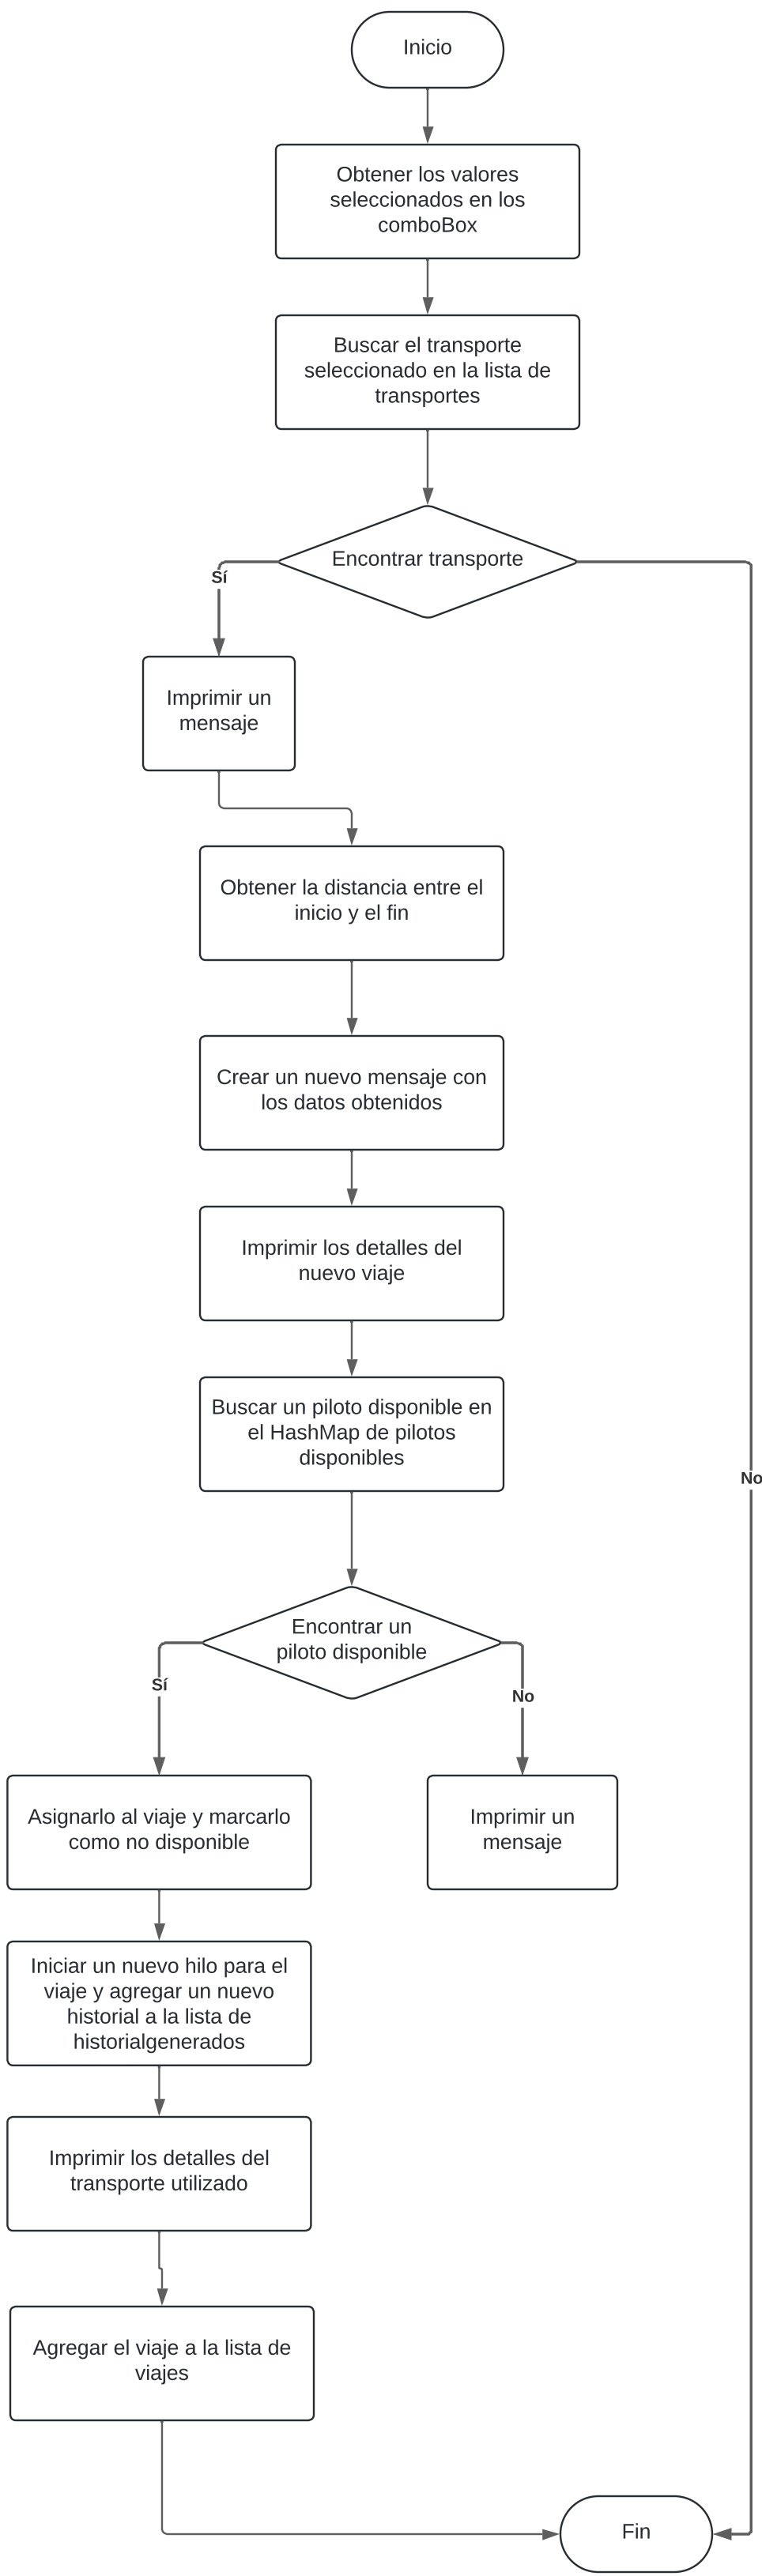 Inicio
Obtener los valores
seleccionados en los
comboBox
Buscar el transporte
seleccionado en la lista de
transportes
Encontrar transporte
Sí
Imprimir un
mensaje
Obtener la distancia entre el
inicio y el fin
Crear un nuevo mensaje con
los datos obtenidos
Imprimir los detalles del
nuevo viaje
Buscar un piloto disponible en
el HashMap de pilotos
disponibles
No
Encontrar un
piloto disponible
Sí
No
Asignarlo al viaje y marcarlo
como no disponible
Imprimir un
mensaje
Iniciar un nuevo hilo para el
viaje y agregar un nuevo
historial a la lista de
historialgenerados
Imprimir los detalles del
transporte utilizado
Agregar el viaje a la lista de
viajes
Fin